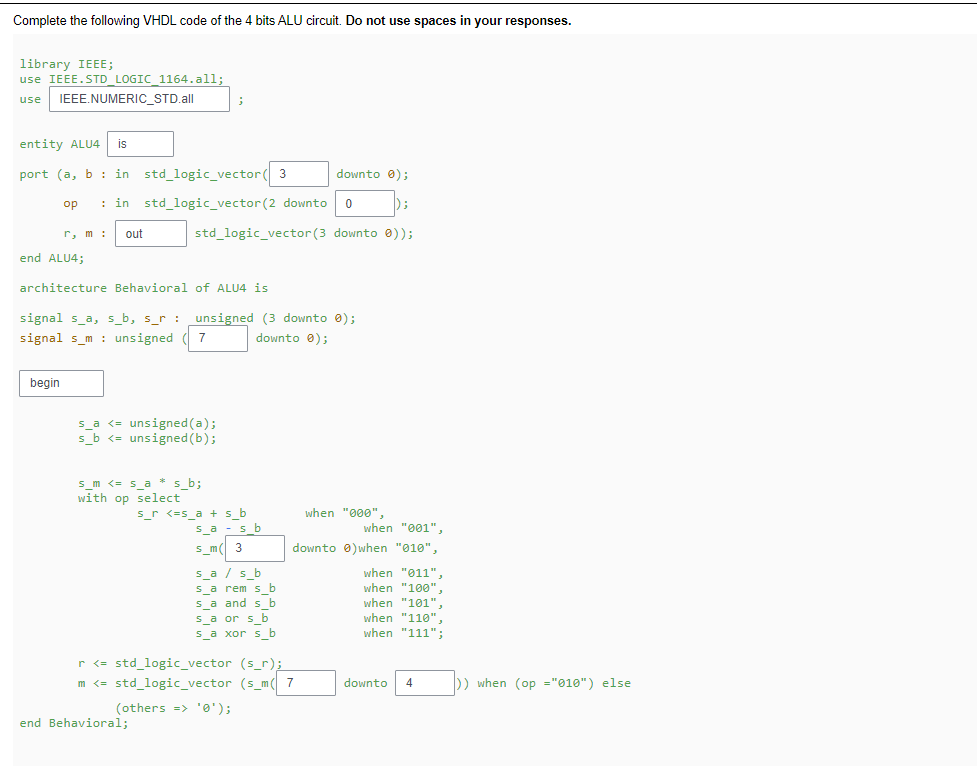 Complete the following VHDL code of the 4 bits ALU circuit. Do not use spaces in your responses.
library IEEE;
use IEEE.STD_LOGIC_1164.all;
use IEEE.NUMERIC_STD.all ;
entity ALU4 is
port (a, b : in std_logic_vector( 3 downto 0);
op : in std_logic_vector(2 downto 0 );
r, m : out std_logic_vector(3 downto 0));
end ALU4;
architecture Behavioral of ALU4 is
signal s_a, s_b, s_r : unsigned (3 downto 0);
signal s_m : unsigned ( 7 downto 0);
begin
s_a <= unsigned(a);
s_b <= unsigned(b);
s_m <= s_a * s_b;
with op select
s_r <=s_a + s_b when "000",
s_a - s_b when "001",
s_m( 3 downto 0)when "010",
s_a / s_b when "011",
s_a rem s_b when "100",
s_a and s_b when "101",
s_a or s_b when "110",
s_a xor s_b when "111";
r <= std_logic_vector (s_r);
m <= std_logic_vector (s_m( 7 downto 4 )) when (op ="010") else
(others => '0');
end Behavioral;